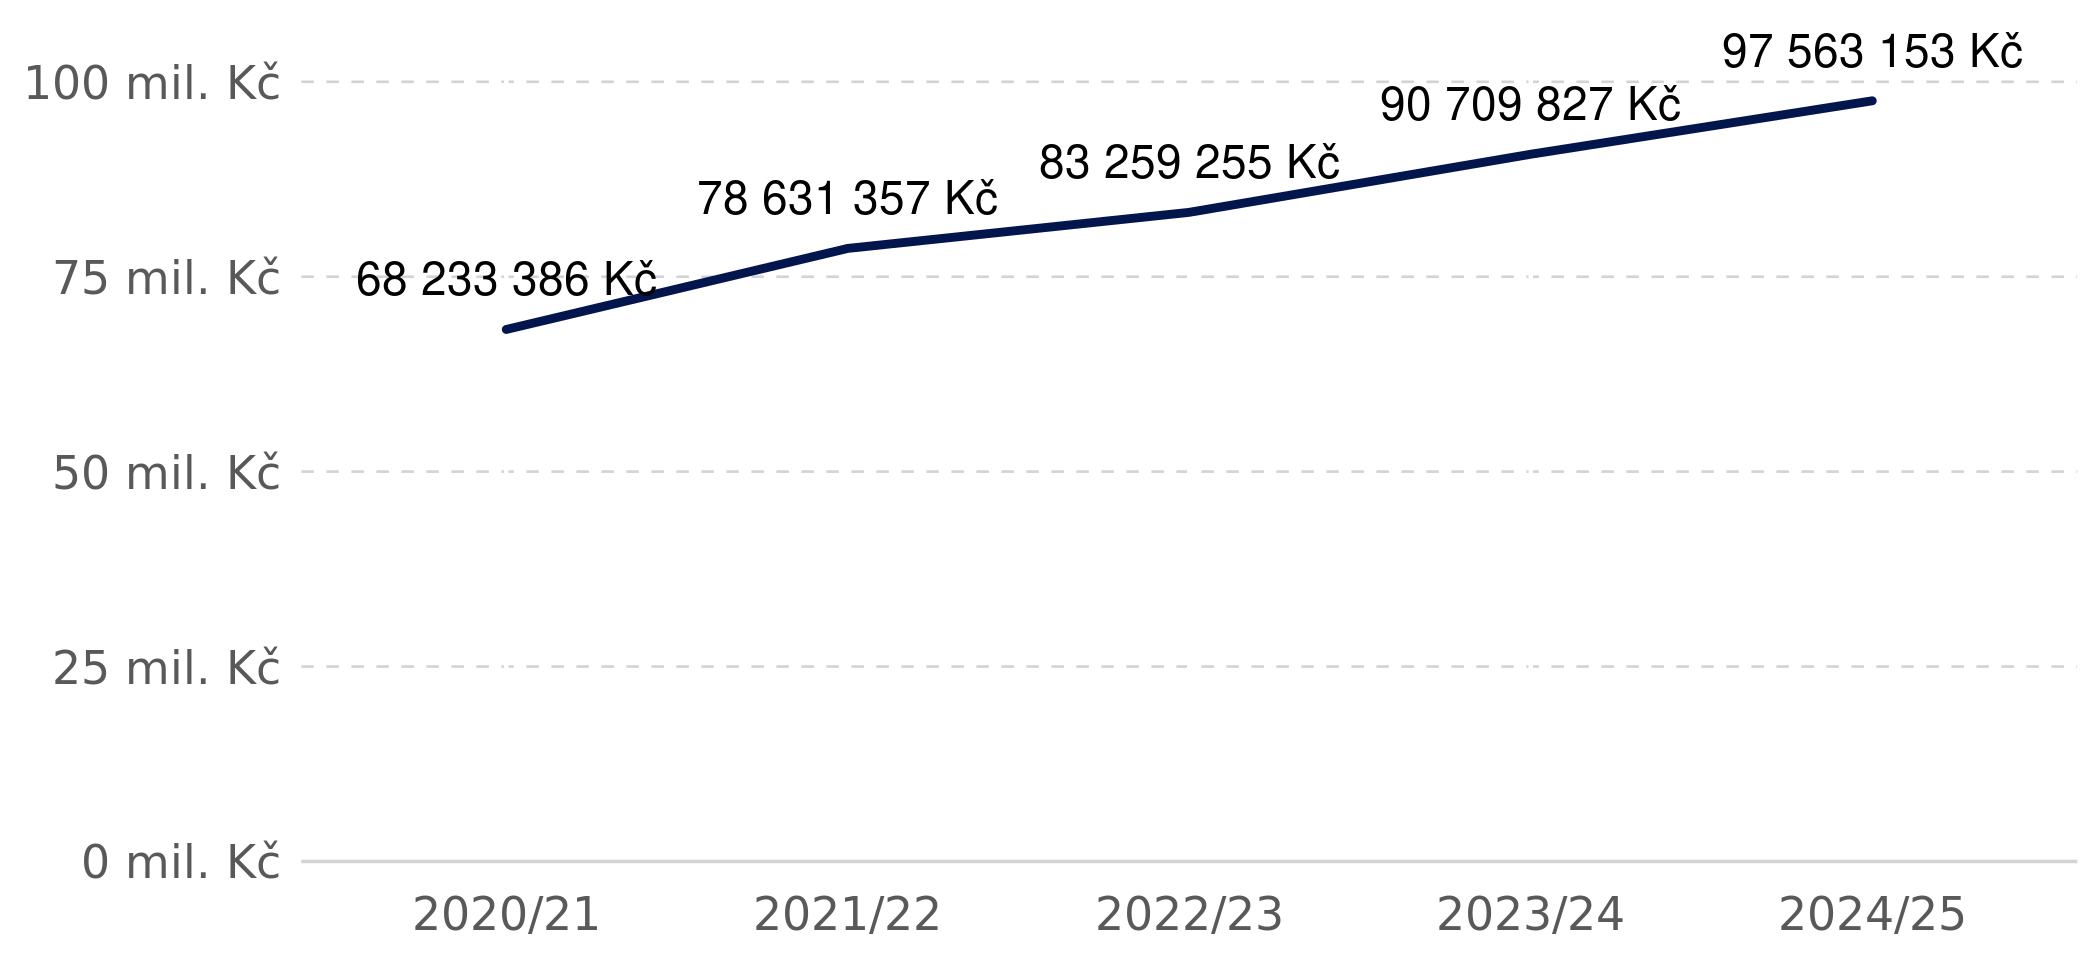 97 563 153 Kč
100 mil. Kč
90 709 827 Kč
83 259 255 Kč
78 631 357 Kč
75 mil. Kč
68 233 386 Kč
50 mil. Kč
25 mil. Kč
0 mil. Kč
2020/21 2021/22 2022/23 2023/24 2024/25